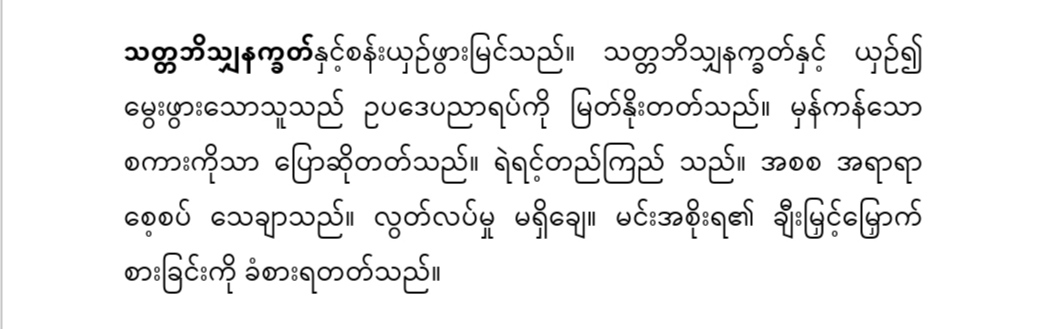 သတ္တဘိသျှနက္ခတ်နှင့်စန်းယှဉ်ဖွားမြင်သည်။ သတ္တဘိသျှနက္ခတ်နှင့် ယှဉ်၍
မွေးဖွားသောသူသည် ဥပဒေပညာရပ်ကို မြတ်နိုးတတ်သည်။ မှန်ကန်သော
စကားကိုသာ ပြောဆိုတတ်သည်။ ရဲရင့်တည်ကြည် သည်။ အစစ အရာရာ
စေ့စပ် သေချာသည်။ လွတ်လပ်မှု မရှိချေ။ မင်းအစိုးရ၏ ချီးမြှင့်မြှောက်
စားခြင်းကို ခံစားရတတ်သည်။